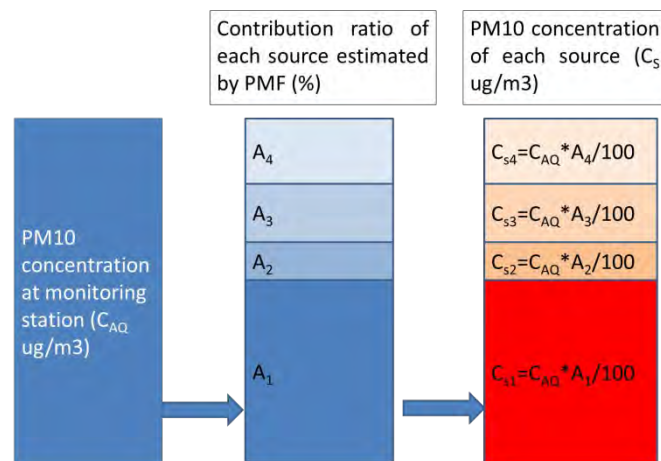 Contribution ratio of
each source estimated
by PMF (%)
PM10 concentration
of each source (Cs
ug/m3)
PM10
concentration
at monitoring
station (CAQ
ug/m3)
A4
A3
A2
A1
Cs4=CAQ*A4/100
Cs3=CAQ*A3/100
Cs2=CAQ*A2/100
Cs1=CAQ*A1/100